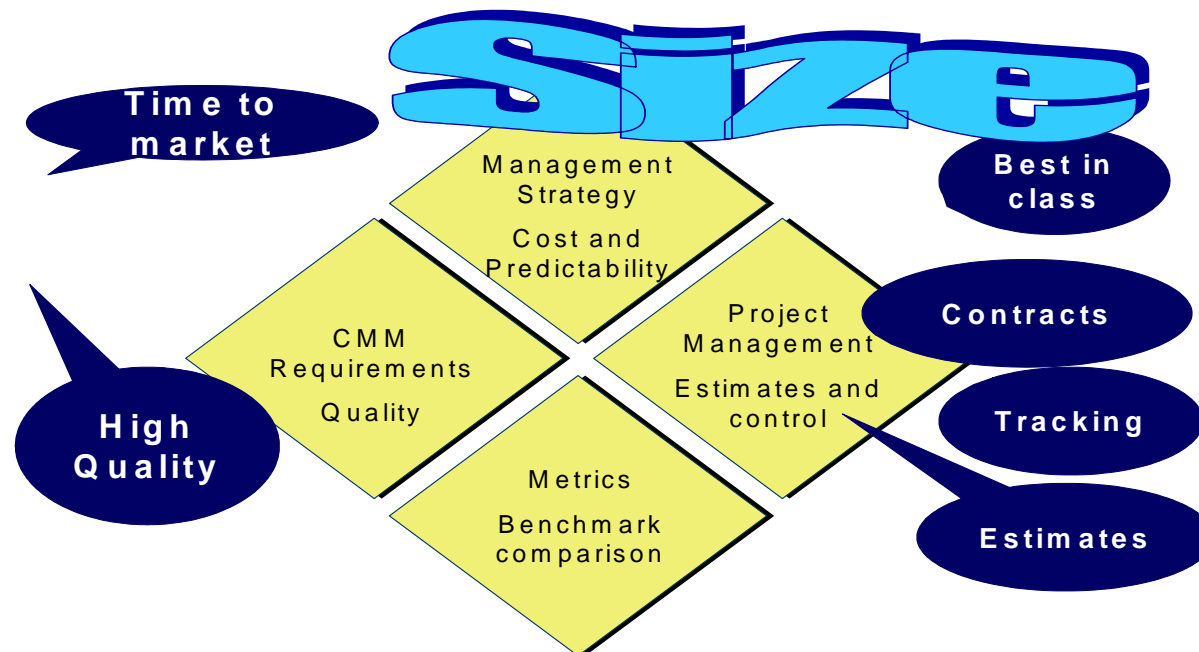 Size
Time to
market
Management
Strategy
Cost and
Predictability
Best in
class
CMM
Requirements
Quality
Project
Management
Estimates and
control
Contracts
High
Quality
Tracking
Metrics
Benchmark
comparison
Estimates